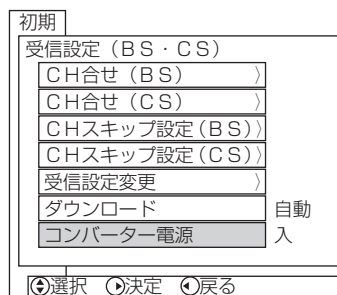 初期
受信設定（ＢＳ・ＣＳ）
ＣＨ合せ（ＢＳ） 〉
ＣＨ合せ（ＣＳ） 〉
ＣＨスキップ設定（ＢＳ）〉
ＣＨスキップ設定（ＣＳ）〉
受信設定変更 〉
ダウンロード 自動
コンバーター電源 入
選択 決定 戻る